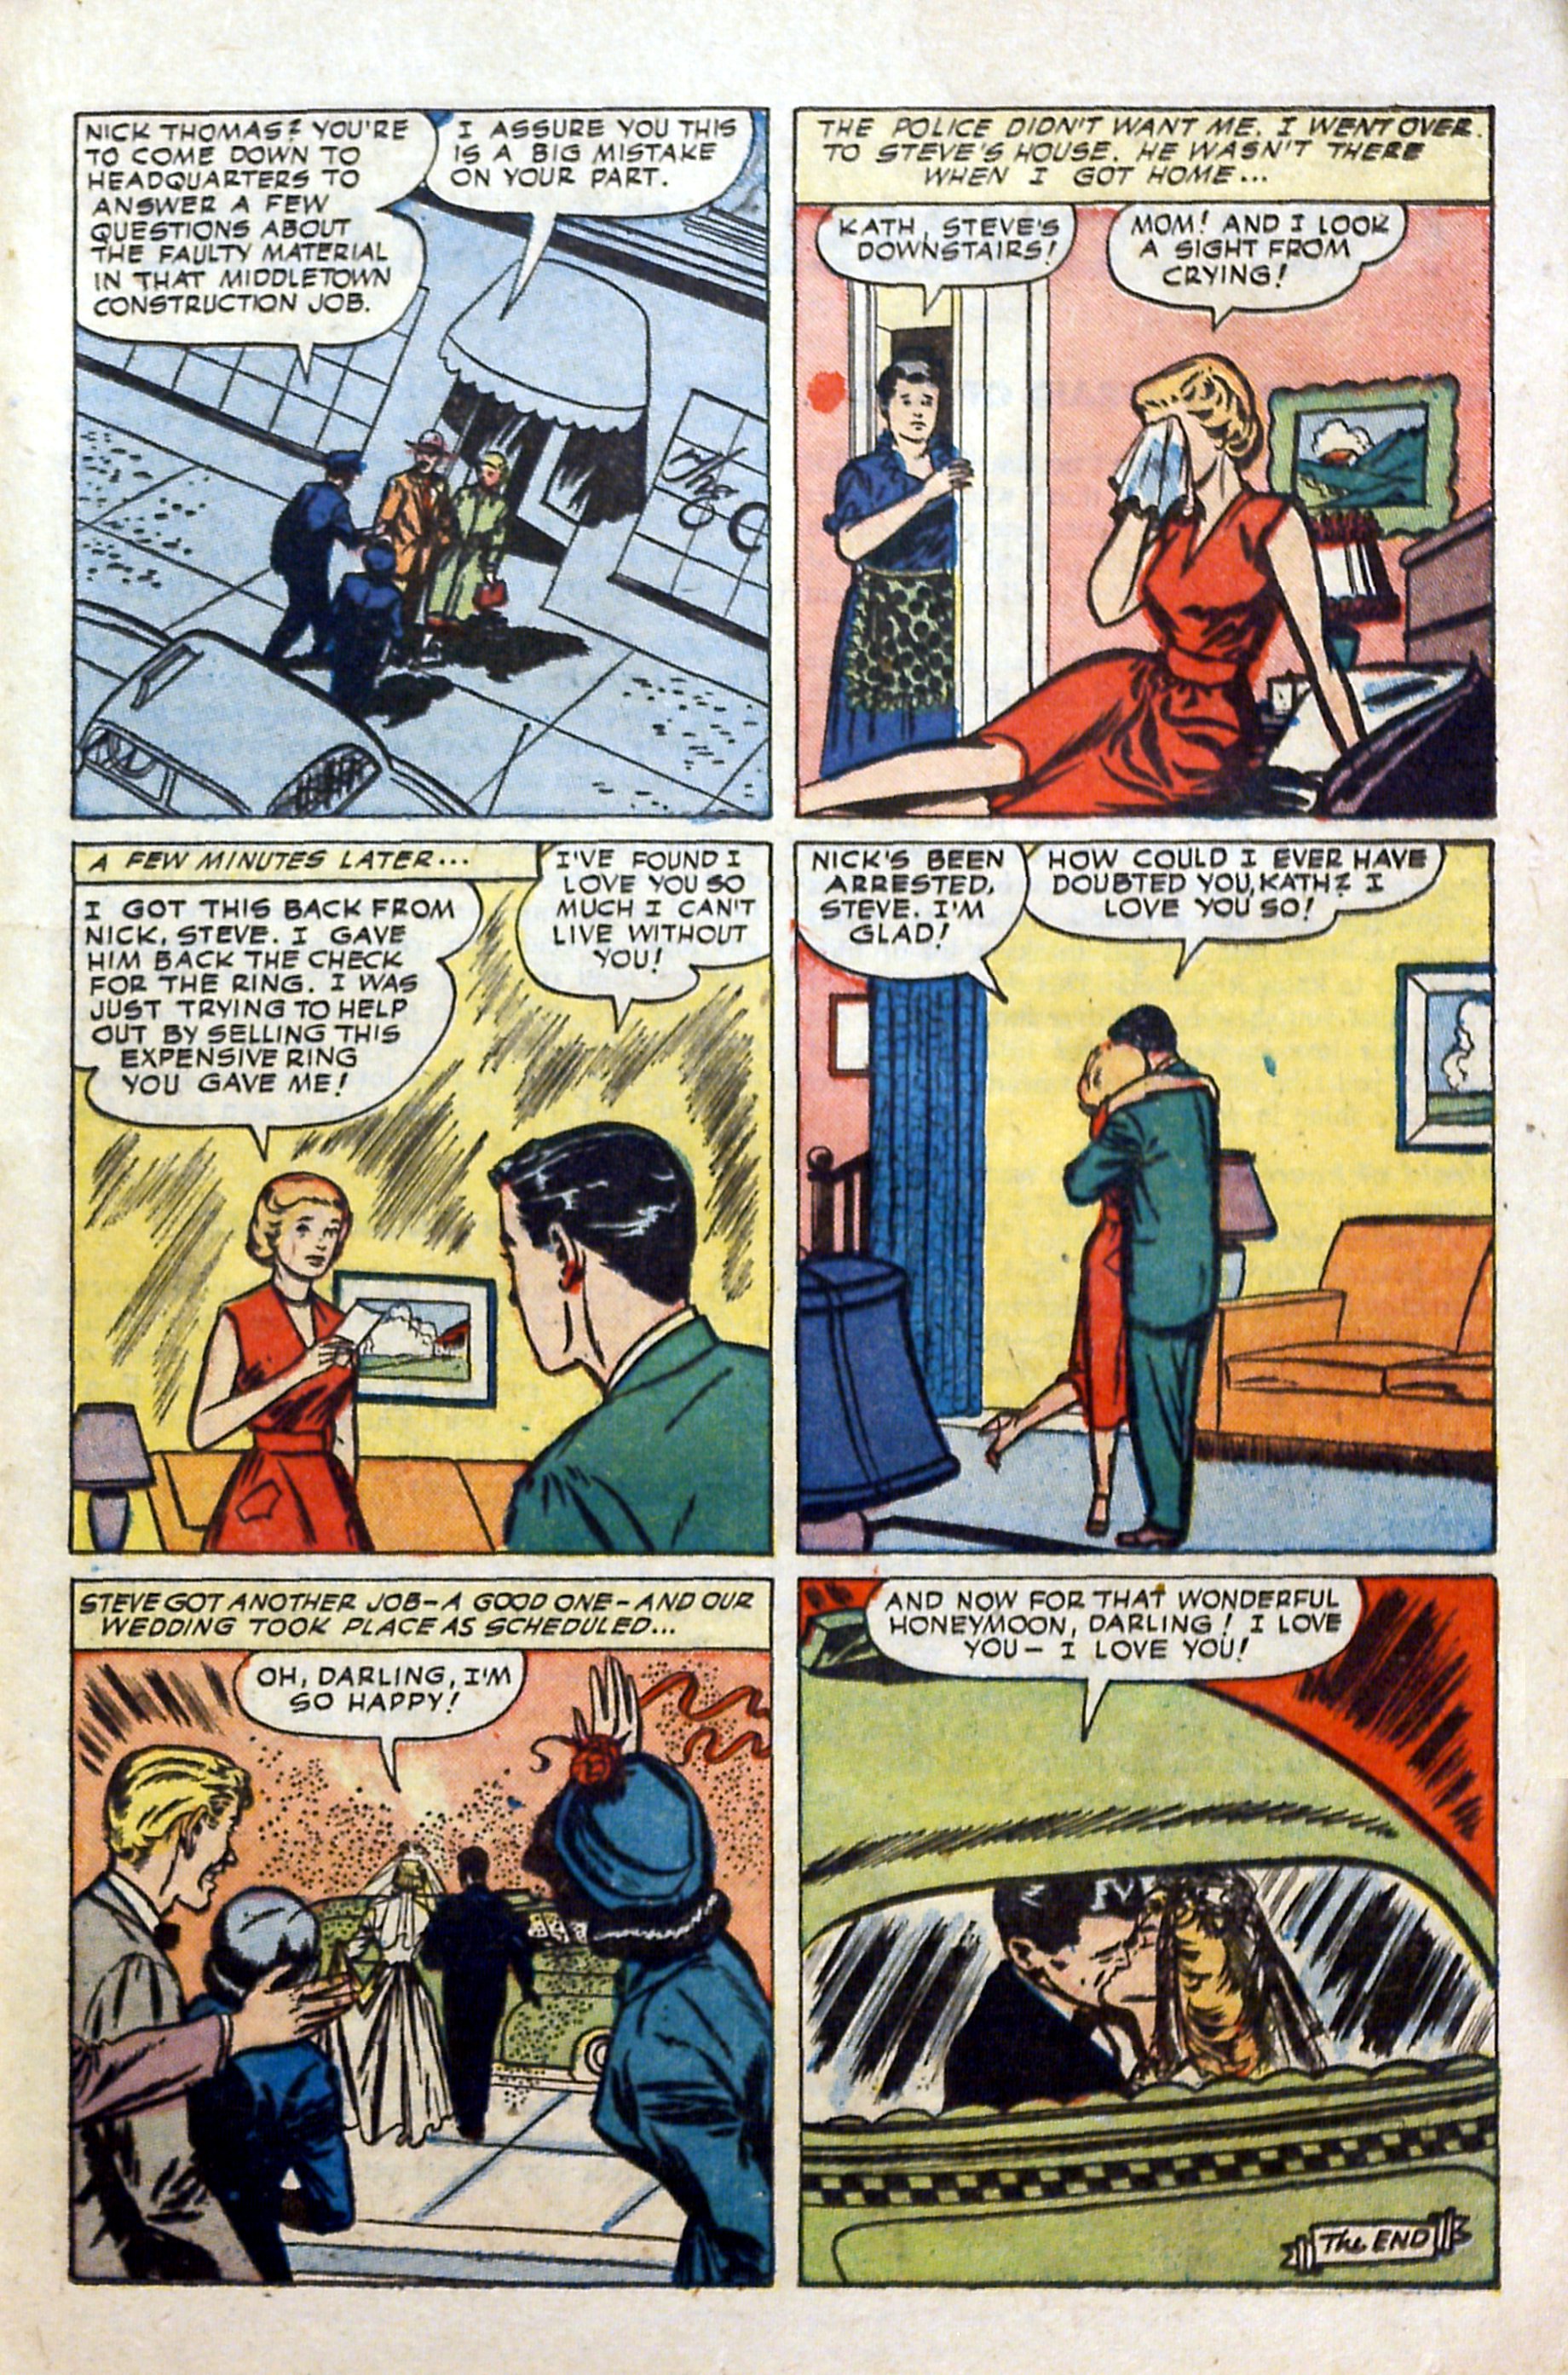 NICK THOMAS? YOU'RE
TO COME DOWN TO
HEADQUARTERS TO
ANSWER A FEW
QUESTIONS ABOUT
THE FAULTY MATERIAL
IN THAT MIDDLETOWN
CONSTRUCTION JOB.
I ASSURE YOU THIS
IS A BIG MISTAKE
ON YOUR PART.
The C
THE POLICE DIDN'T WANT ME. I WENT OVER
TO STEVE'S HOUSE. HE WASN'T THERE
WHEN I GOT HOME...
KATH, STEVE'S
DOWNSTAIRS!
MOM! AND I LOOK
A SIGHT FROM
CRYING!
A FEW MINUTES LATER...
I GOT THIS BACK FROM
NICK, STEVE. I GAVE
HIM BACK THE CHECK
FOR THE RING. I WAS
JUST TRYING TO HELP
OUT BY SELLING THIS
EXPENSIVE RING
YOU GAVE ME!
I'VE FOUND I
LOVE YOU SO
MUCH I CAN'T
LIVE WITHOUT
YOU!
NICK'S BEEN
ARRESTED,
STEVE. I'M
GLAD!
HOW COULD I EVER HAVE
DOUBTED YOU, KATH? I
LOVE YOU SO!
STEVE GOT ANOTHER JOB-A GOOD ONE-AND OUR
WEDDING TOOK PLACE AS SCHEDULED...
OH, DARLING, I'M
SO HAPPY!
AND NOW FOR THAT WONDERFUL
HONEYMOON, DARLING! I LOVE
YOU- I LOVE YOU!
The END